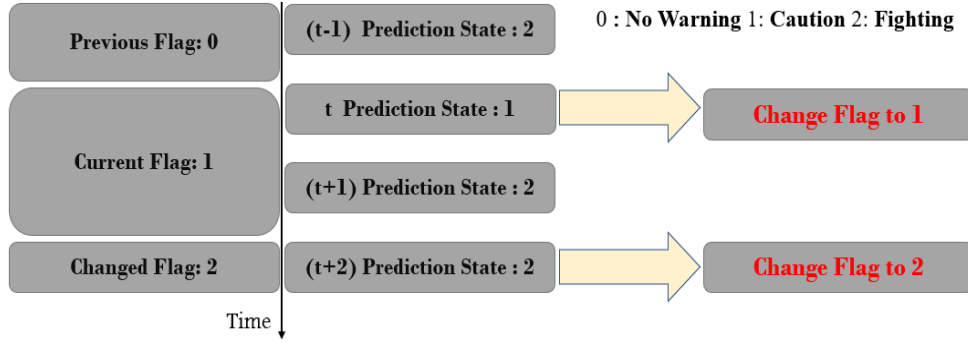 0 : No Warning 1: Caution 2: Fighting
Previous Flag: 0
(t-1) Prediction State : 2
t Prediction State : 1
Change Flag to 1
Current Flag: 1
(t+1) Prediction State : 2
Changed Flag: 2
(t+2) Prediction State : 2
Change Flag to 2
Time